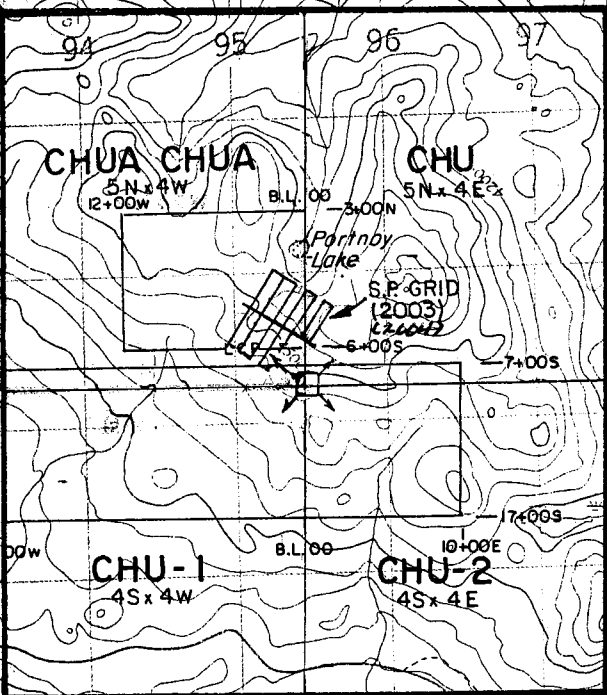 94 95 96 97
CHUA CHUA
5N x 4W
12+00W
CHU
5N x 4E
B.L. 00
3+00N
Portnby
Lake
S.P. GRID
(2003)
6+00S
7+00S
17+00S
10+00E
00W
B.L. 00
CHU-1
4S x 4W
CHU-2
4S x 4E